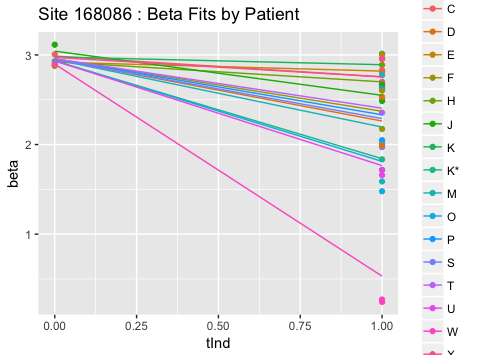 Site 168086 : Beta Fits by Patient
beta
3
2
1
0.00 0.25 0.50 0.75 1.00
tInd
C
D
E
F
H
J
K
K*
M
O
P
S
T
U
W